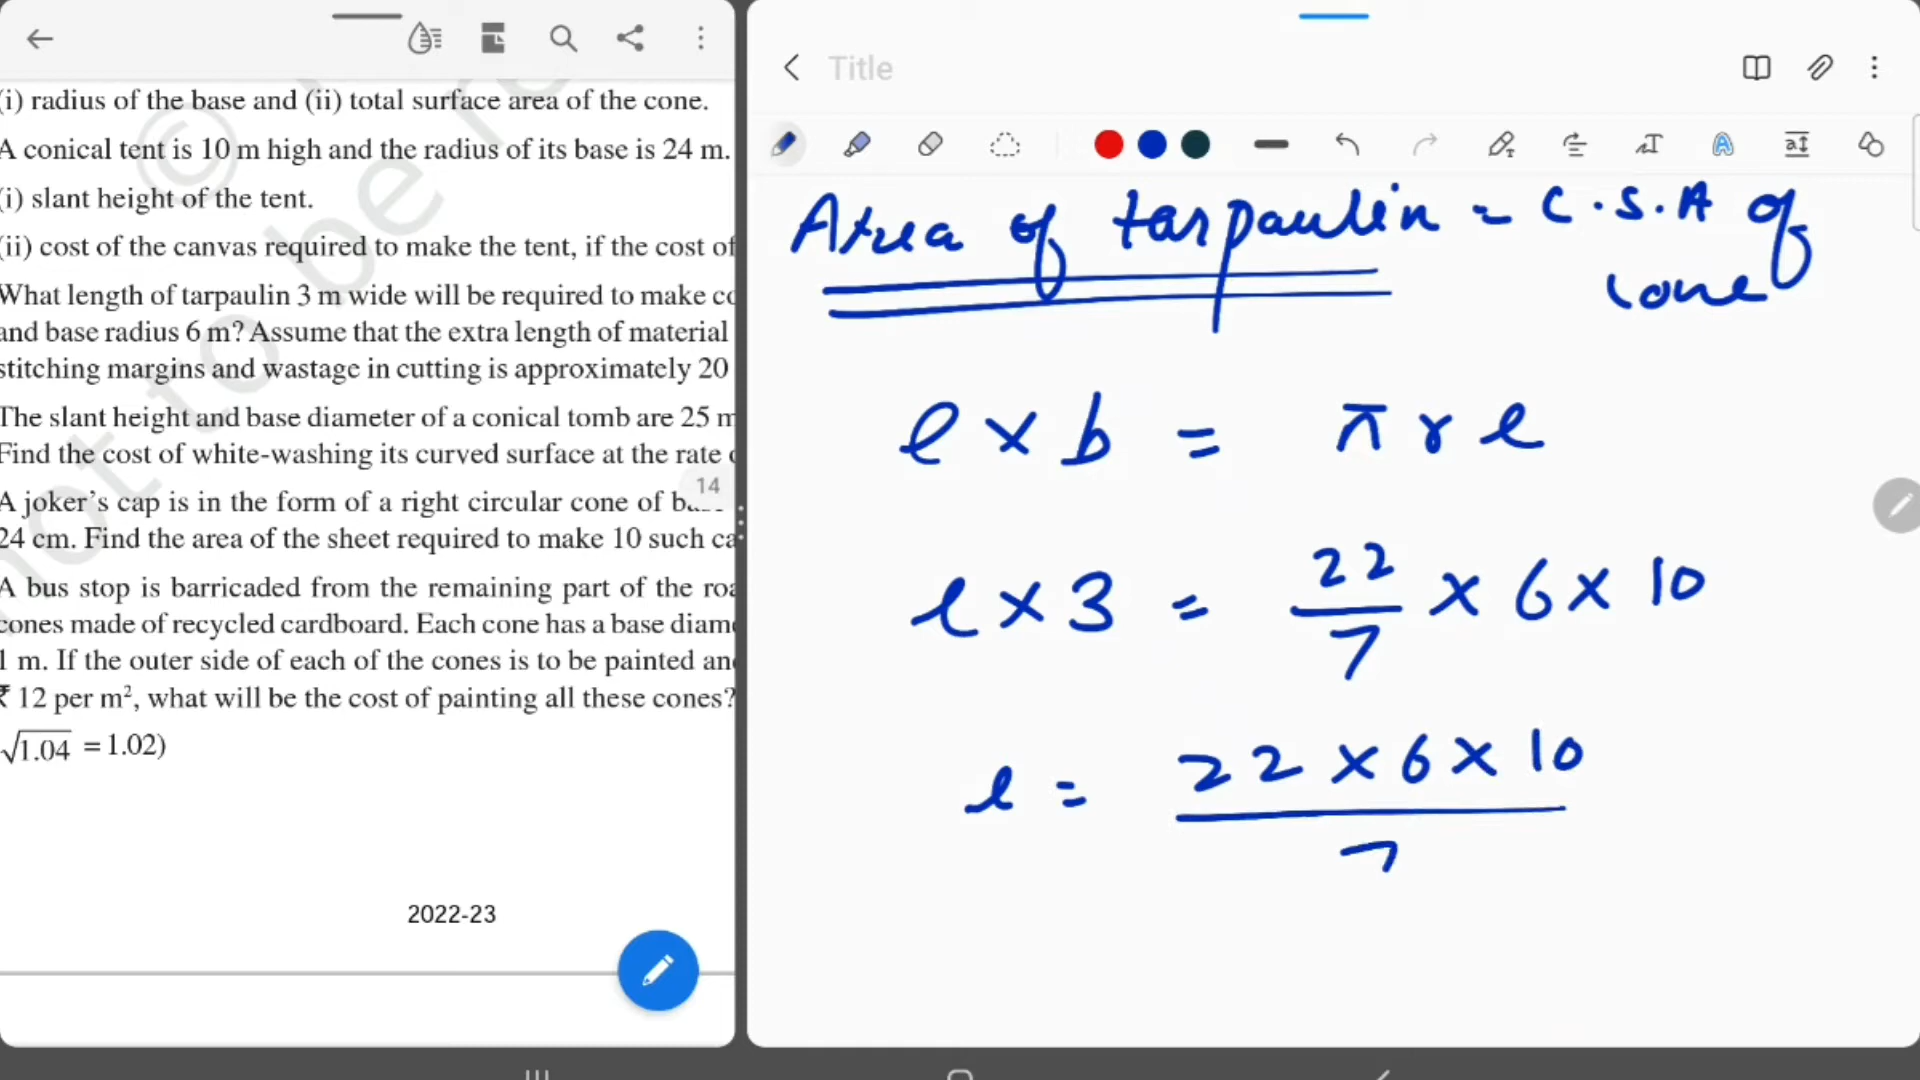 (i) radius of the base and (ii) total surface area of the cone.
A conical tent is 10 m high and the radius of its base is 24 m.
(i) slant height of the tent.
(ii) cost of the canvas required to make the tent, if the cost of
What length of tarpaulin 3 m wide will be required to make
and base radius 6 m? Assume that the extra length of material
stitching margins and wastage in cutting is approximately 20
The slant height and base diameter of a conical tomb are 25
Find the cost of white-washing its curved surface at the rate
14
A joker's cap is in the form of a right circular cone of
24 cm. Find the area of the sheet required to make 10 such
A bus stop is barricaded from the remaining part of the
cones made of recycled cardboard. Each cone has a base
1 m. If the outer side of each of the cones is to be painted
₹ 12 per m², what will be the cost of painting all these cones?
√1.04 = 1.02)
2022-23
Title
Area of tarpaulin = C.S.A of
cone
l × b = π r l
l × 3 = 22/7 × 6 × 10
l = 22 × 6 × 10
7